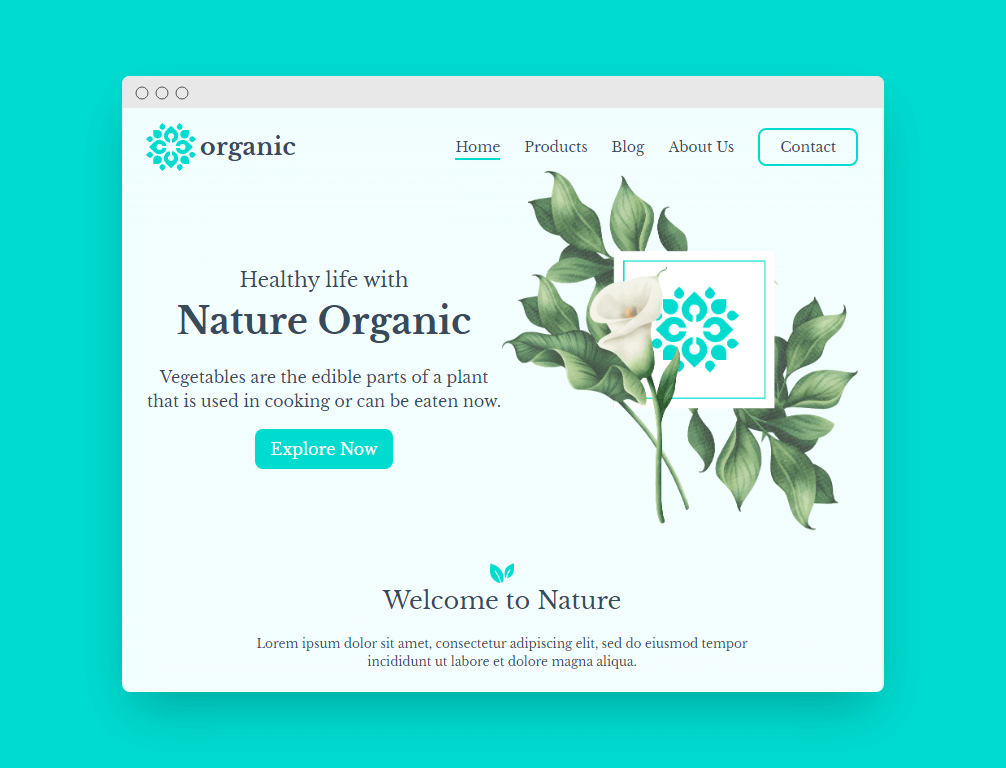 organic
Home
Products
Blog
About Us
Contact
Healthy life with
Nature Organic
Vegetables are the edible parts of a plant
that is used in cooking or can be eaten now.
Explore Now
Welcome to Nature
Lorem ipsum dolor sit amet, consectetur adipiscing elit, sed do eiusmod tempor
incididunt ut labore et dolore magna aliqua.